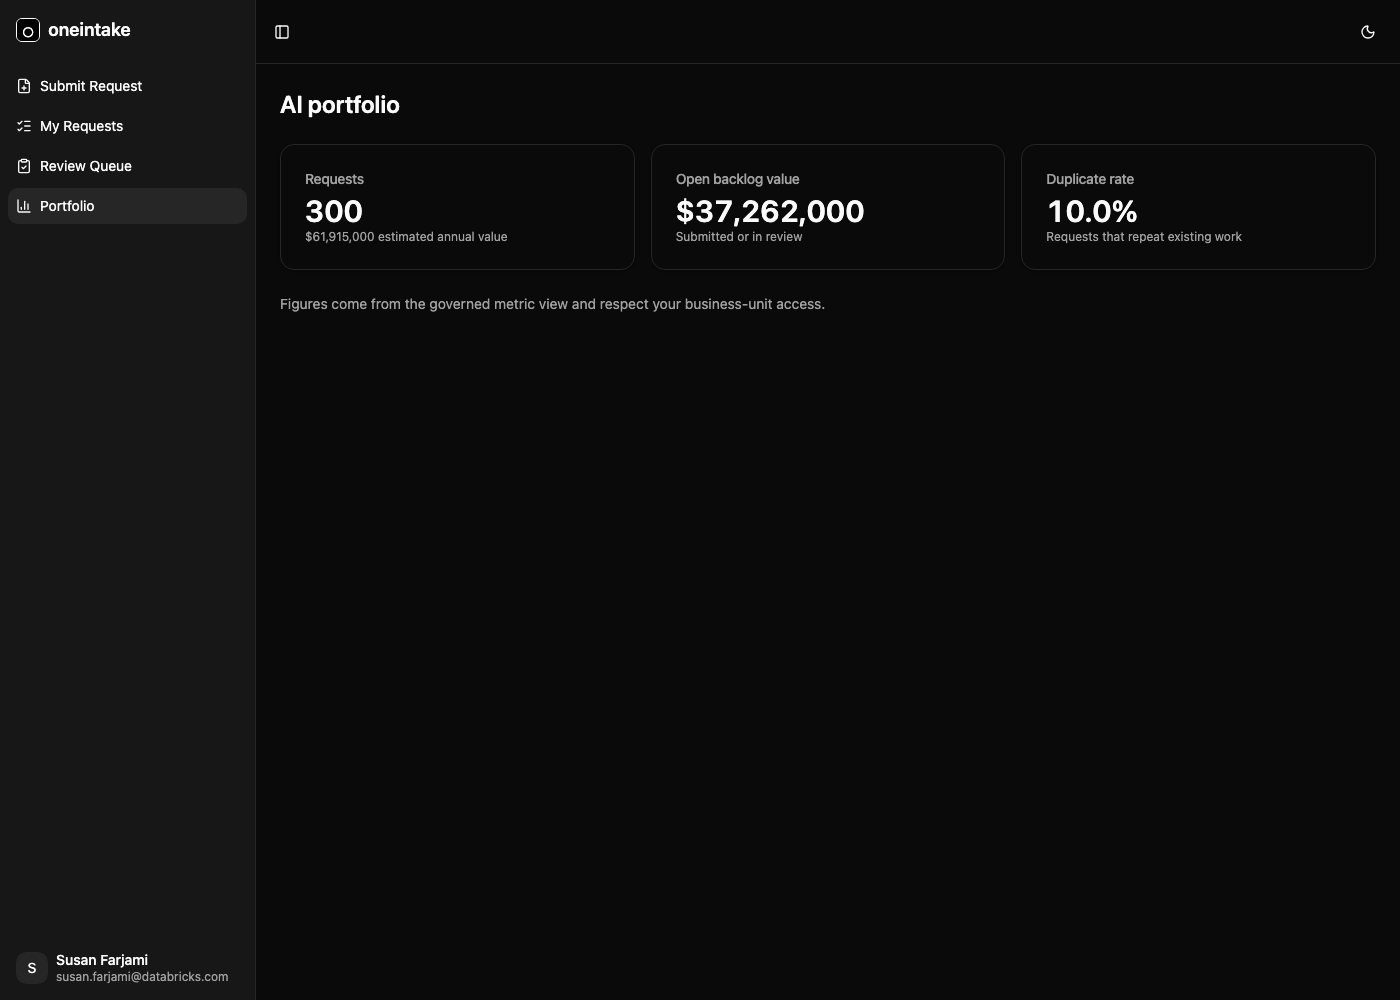 oneintake
Submit Request
My Requests
Review Queue
Portfolio
AI portfolio
Requests
300
$61,915,000 estimated annual value
Open backlog value
$37,262,000
Submitted or in review
Duplicate rate
10.0%
Requests that repeat existing work
Figures come from the governed metric view and respect your business-unit access.
S
Susan Farjami
susan.farjami@databricks.com